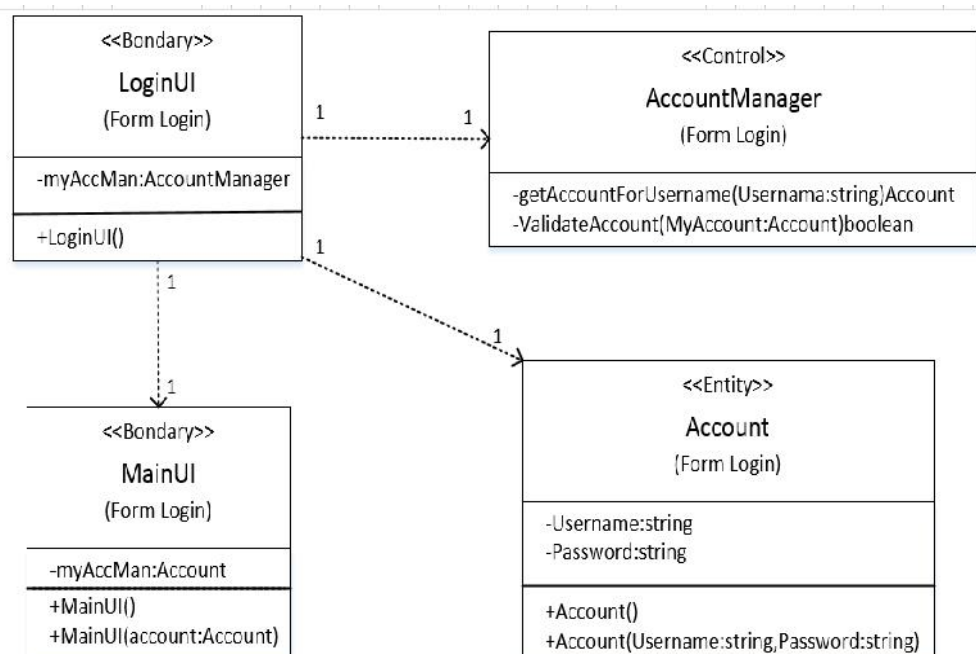 <<Bondary>>
LoginUI
(Form Login)
-myAccMan:AccountManager
+LoginUI()
1
1
<<Control>>
AccountManager
(Form Login)
-getAccountForUsername(Usernama:string)Account
-ValidateAccount(MyAccount:Account)boolean
1
1
1
1
<<Bondary>>
MainUI
(Form Login)
-myAccMan:Account
+MainUI()
+MainUI(account:Account)
<<Entity>>
Account
(Form Login)
-Username:string
-Password:string
+Account()
+Account(Username:string,Password:string)